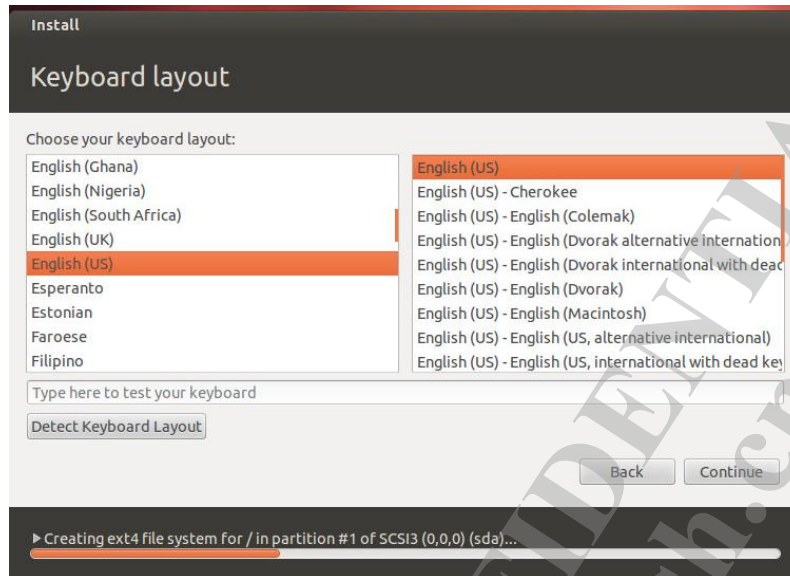 Install
Keyboard layout
Choose your keyboard layout:
English (Ghana)
English (Nigeria)
English (South Africa)
English (UK)
English (US)
Esperanto
Estonian
Faroese
Filipino
English (US)
English (US) - Cherokee
English (US) - English (Colemak)
English (US) - English (Dvorak alternative internation
English (US) - English (Dvorak international with dead
English (US) - English (Dvorak)
English (US) - English (Macintosh)
English (US) - English (US, alternative international)
English (US) - English (US, international with dead key
Type here to test your keyboard
Detect Keyboard Layout
Back
Continue
Creating ext4 file system for / in partition #1 of SCSI3 (0,0,0) (sda)...